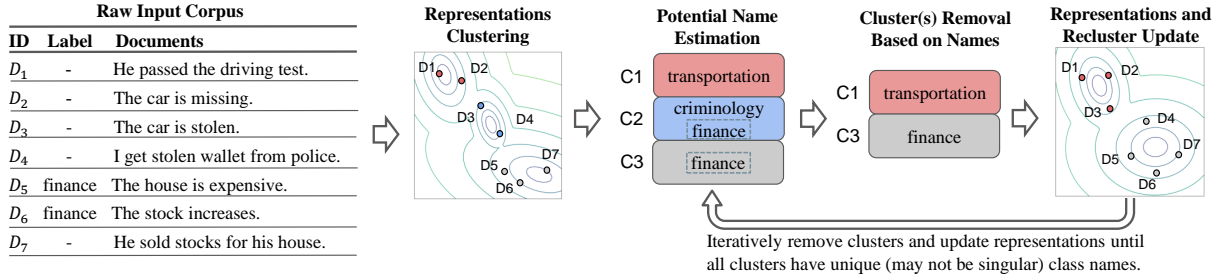 Raw Input Corpus
ID Label Documents
D1 - He passed the driving test.
D2 - The car is missing.
D3 - The car is stolen.
D4 - I get stolen wallet from police.
D5 finance The house is expensive.
D6 finance The stock increases.
D7 - He sold stocks for his house.
Representations
Clustering
D1
D2
D3
D4
D5
D7
D6
Potential Name
Estimation
C1 transportation
C2 criminology
finance
C3 finance
Cluster(s) Removal
Based on Names
C1 transportation
C3 finance
Representations and
Recluster Update
D1
D2
D3
D4
D5
D7
D6
Iteratively remove clusters and update representations until
all clusters have unique (may not be singular) class names.